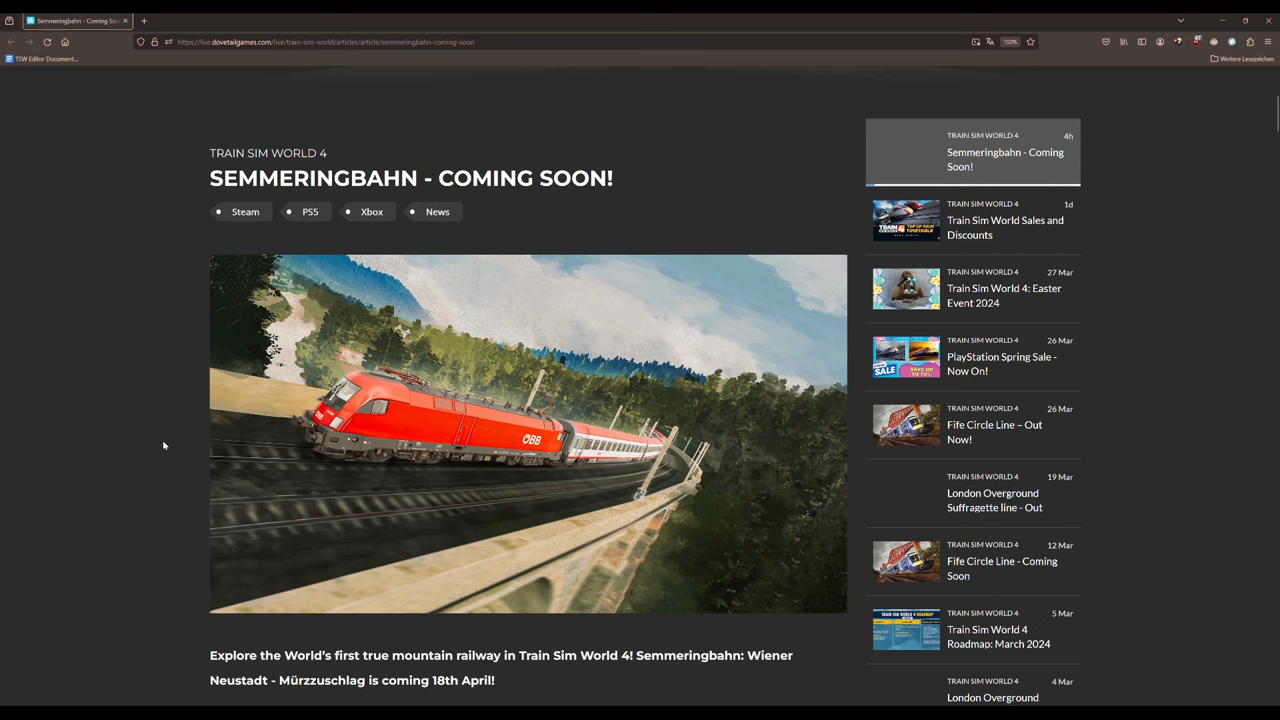 Semmeringbahn - Coming Soo
https://live.dovetailgames.com/live/train-sim-world/articles/article/semmeringbahn-coming-soon
150%
47
TSW Editor Document...
Weitere Lesezeichen
TRAIN SIM WORLD 4
SEMMERINGBAHN - COMING SOON!
Steam
PS5
Xbox
News
ÖBB
Explore the World's first true mountain railway in Train Sim World 4! Semmeringbahn: Wiener
Neustadt - Mürzzuschlag is coming 18th April!
TRAIN SIM WORLD 4
4h
Semmeringbahn - Coming
Soon!
TRAIN SIM WORLD 4
1d
Train Sim World Sales and
Discounts
TRAIN SIM WORLD 4
27 Mar
Train Sim World 4: Easter
Event 2024
TRAIN SIM WORLD 4
26 Mar
PlayStation Spring Sale -
Now On!
SALE
SAVE UP
TO 70%
TRAIN SIM WORLD 4
26 Mar
Fife Circle Line – Out
Now!
TRAIN SIM WORLD 4
19 Mar
London Overground
Suffragette line - Out
TRAIN SIM WORLD 4
12 Mar
Fife Circle Line - Coming
Soon
TRAIN SIM WORLD 4
5 Mar
Train Sim World 4
Roadmap: March 2024
TRAIN SIM WORLD 4
4 Mar
London Overground